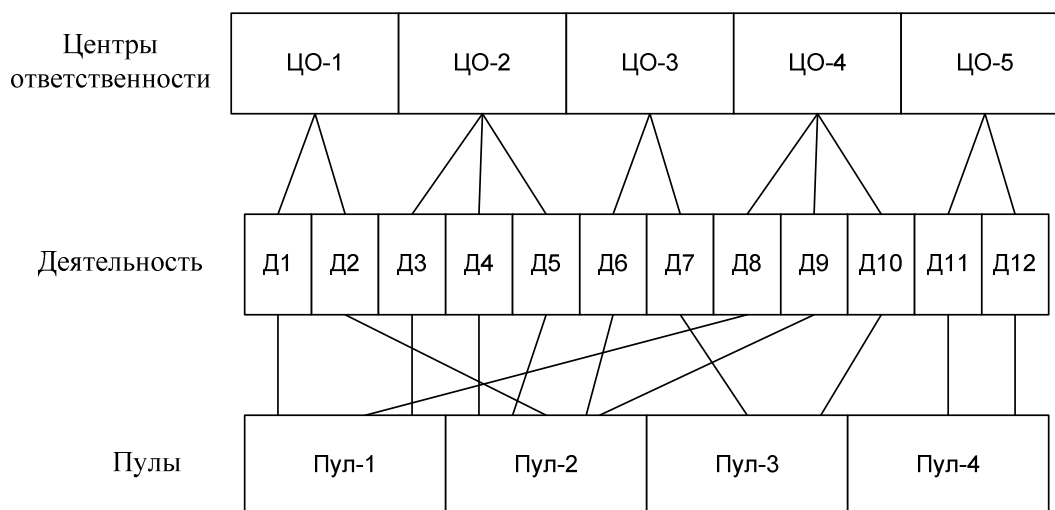 Центры
ответственности
ЦО-1 ЦО-2 ЦО-3 ЦО-4 ЦО-5
Деятельность
Д1 Д2 Д3 Д4 Д5 Д6 Д7 Д8 Д9 Д10 Д11 Д12
Пулы
Пул-1 Пул-2 Пул-3 Пул-4